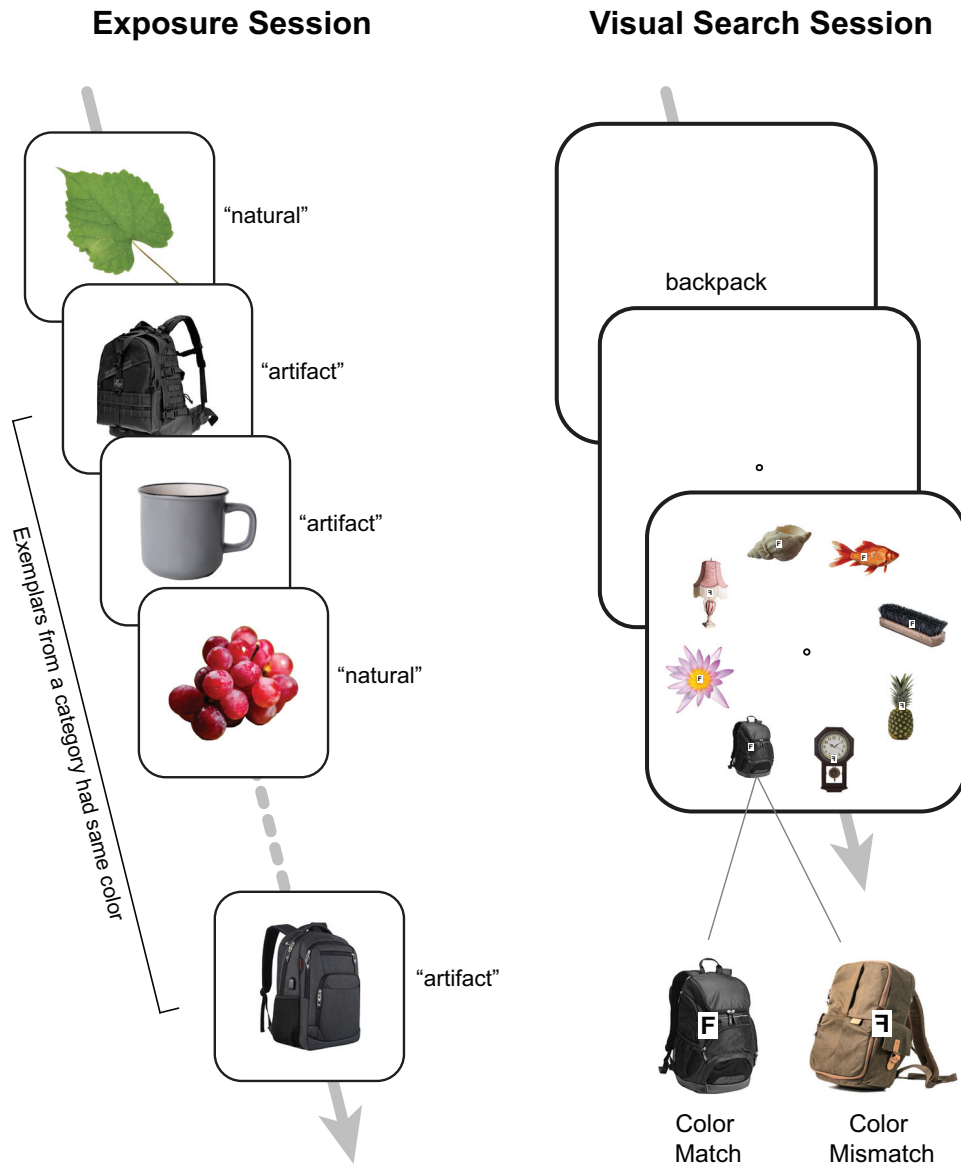 Exposure Session
“natural”
“artifact”
“artifact”
“natural”
Exemplars from a category had same color
“artifact”
Visual Search Session
backpack
F
F
F
F
F
F
F
F
F
F
Color
Match
Color
Mismatch